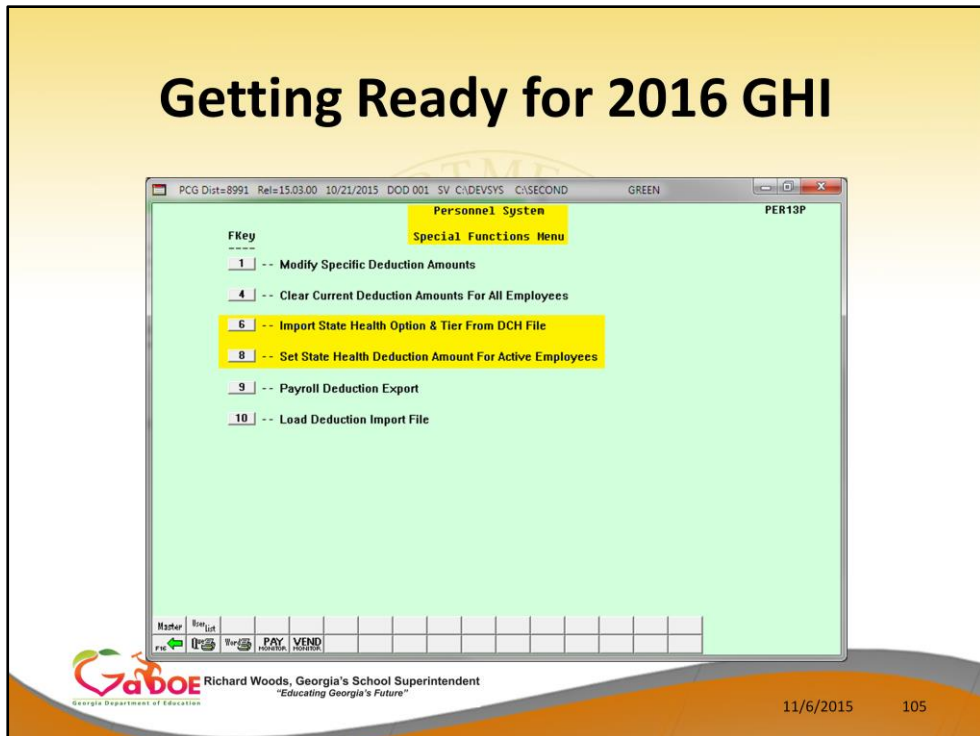 Getting Ready for 2016 GHI
PCG Dist=8991 Rel=15.03.00 10/21/2015 DOD 001 SV C:\DEVSYS C:\SECOND GREEN
Personnel System PER13P
FKey Special Functions Menu
----
1 -- Modify Specific Deduction Amounts
4 -- Clear Current Deduction Amounts For All Employees
6 -- Import State Health Option & Tier From DCH File
8 -- Set State Health Deduction Amount For Active Employees
9 -- Payroll Deduction Export
10 -- Load Deduction Import File
Master User List
F16 Word PAY MONITOR VEND MONITOR
GaDOE
Georgia Department of Education
Richard Woods, Georgia's School Superintendent
"Educating Georgia's Future"
11/6/2015 105